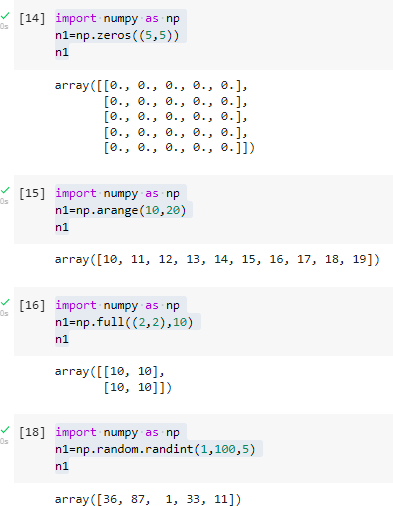 [14] import numpy as np
0s
n1=np.zeros((5,5))
n1
array([[0., 0., 0., 0., 0.],
[0., 0., 0., 0., 0.],
[0., 0., 0., 0., 0.],
[0., 0., 0., 0., 0.],
[0., 0., 0., 0., 0.]])
[15] import numpy as np
0s
n1=np.arange(10,20)
n1
array([10, 11, 12, 13, 14, 15, 16, 17, 18, 19])
[16] import numpy as np
0s
n1=np.full((2,2),10)
n1
array([[10, 10],
[10, 10]])
[18] import numpy as np
0s
n1=np.random.randint(1,100,5)
n1
array([36, 87,  1, 33, 11])